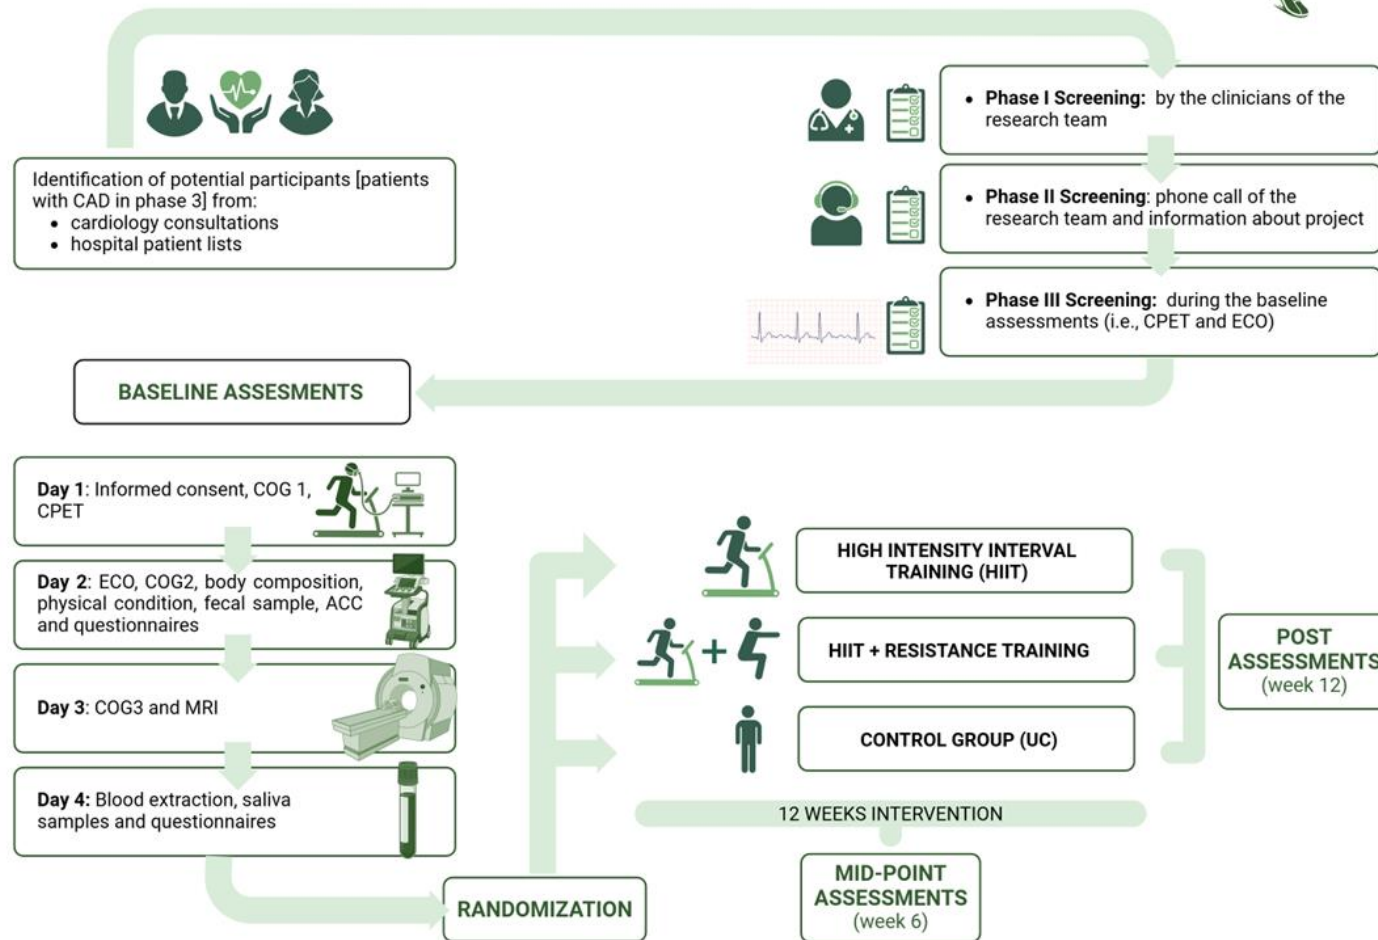 Identification of potential participants [patients
with CAD in phase 3] from:
• cardiology consultations
• hospital patient lists
• Phase I Screening: by the clinicians of the
research team
• Phase II Screening: phone call of the
research team and information about project
• Phase III Screening: during the baseline
assessments (i.e., CPET and ECO)
BASELINE ASSESMENTS
Day 1: Informed consent, COG 1,
CPET
Day 2: ECO, COG2, body composition,
physical condition, fecal sample, ACC
and questionnaires
Day 3: COG3 and MRI
Day 4: Blood extraction, saliva
samples and questionnaires
RANDOMIZATION
HIGH INTENSITY INTERVAL
TRAINING (HIIT)
HIIT + RESISTANCE TRAINING
CONTROL GROUP (UC)
12 WEEKS INTERVENTION
MID-POINT
ASSESSMENTS
(week 6)
POST
ASSESSMENTS
(week 12)